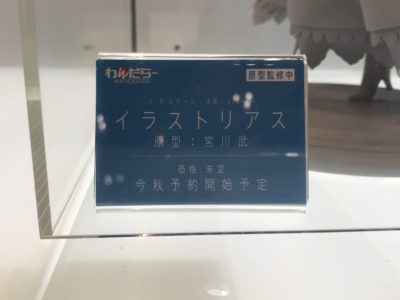 わんだらー
WANDERER
原型監修中
イラストリアス
原型：宮川武
価格 未定
今秋予約開始予定